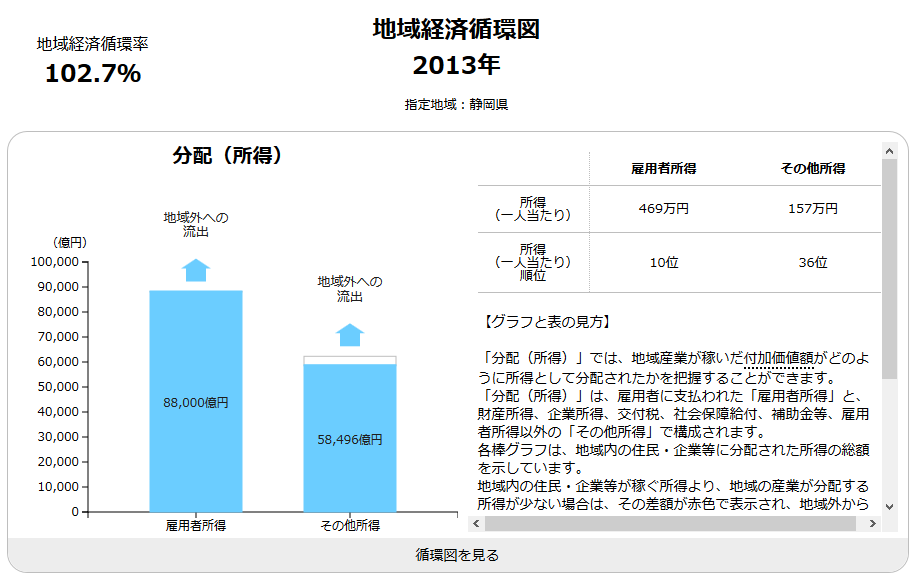 地域経済循環率
102.7%
地域経済循環図
2013年
指定地域：静岡県
分配（所得）
（億円）
100,000
90,000
80,000
70,000
60,000
50,000
40,000
30,000
20,000
10,000
0
地域外への
流出
88,000億円
雇用者所得
地域外への
流出
58,496億円
その他所得
雇用者所得 その他所得
所得
（一人当たり） 469万円 157万円
所得
（一人当たり）
順位 10位 36位
【グラフと表の見方】
「分配（所得）」では、地域産業が稼いだ付加価値額がどのよ
うに所得として分配されたかを把握することができます。
「分配（所得）」は、雇用者に支払われた「雇用者所得」と、
財産所得、企業所得、交付税、社会保障給付、補助金等、雇用
者所得以外の「その他所得」で構成されます。
各棒グラフは、地域内の住民・企業等に分配された所得の総額
を示しています。
地域内の住民・企業等が稼ぐ所得より、地域の産業が分配する
所得が少ない場合は、その差額が赤色で表示され、地域外から
循環図を見る